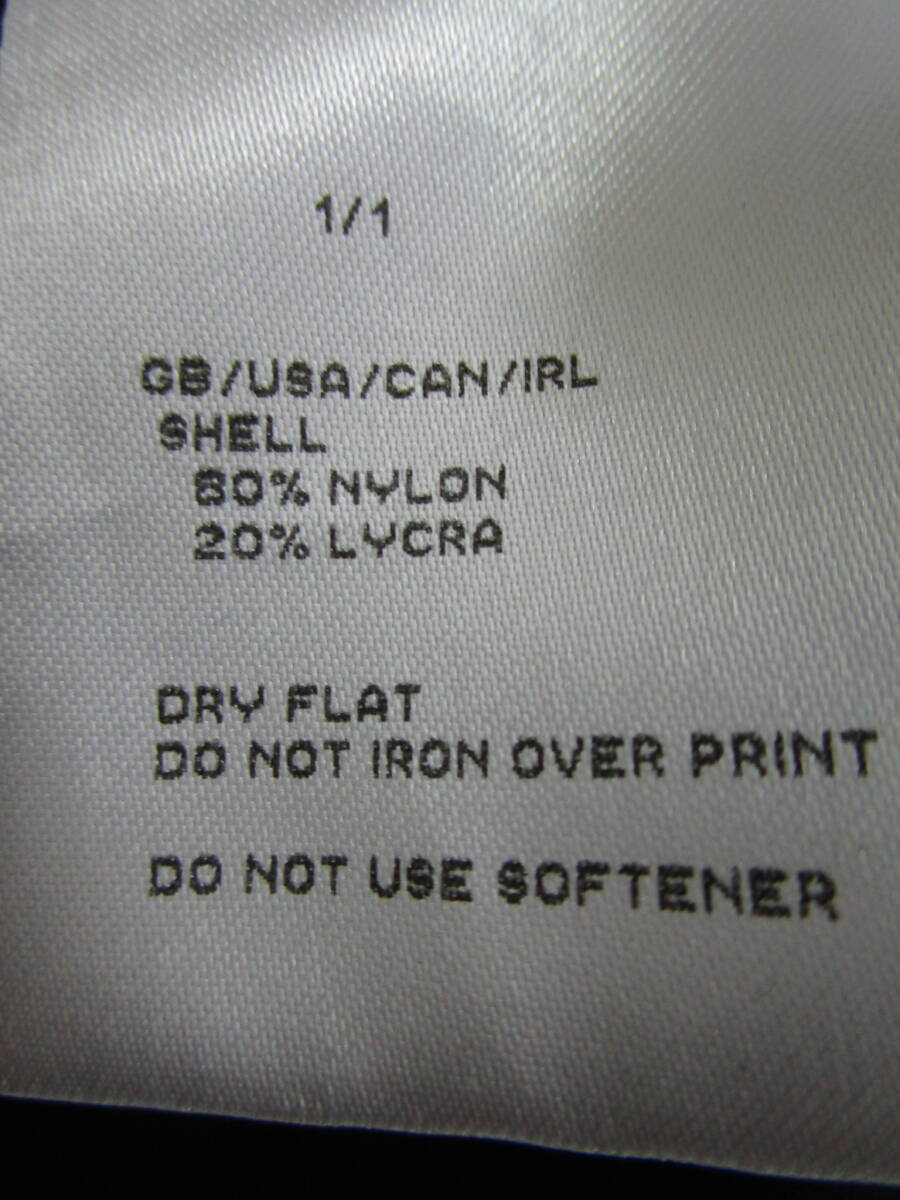 1/1
GB/USA/CAN/IRL
SHELL
80% NYLON
20% LYCRA
DRY FLAT
DO NOT IRON OVER PRINT
DO NOT USE SOFTENER